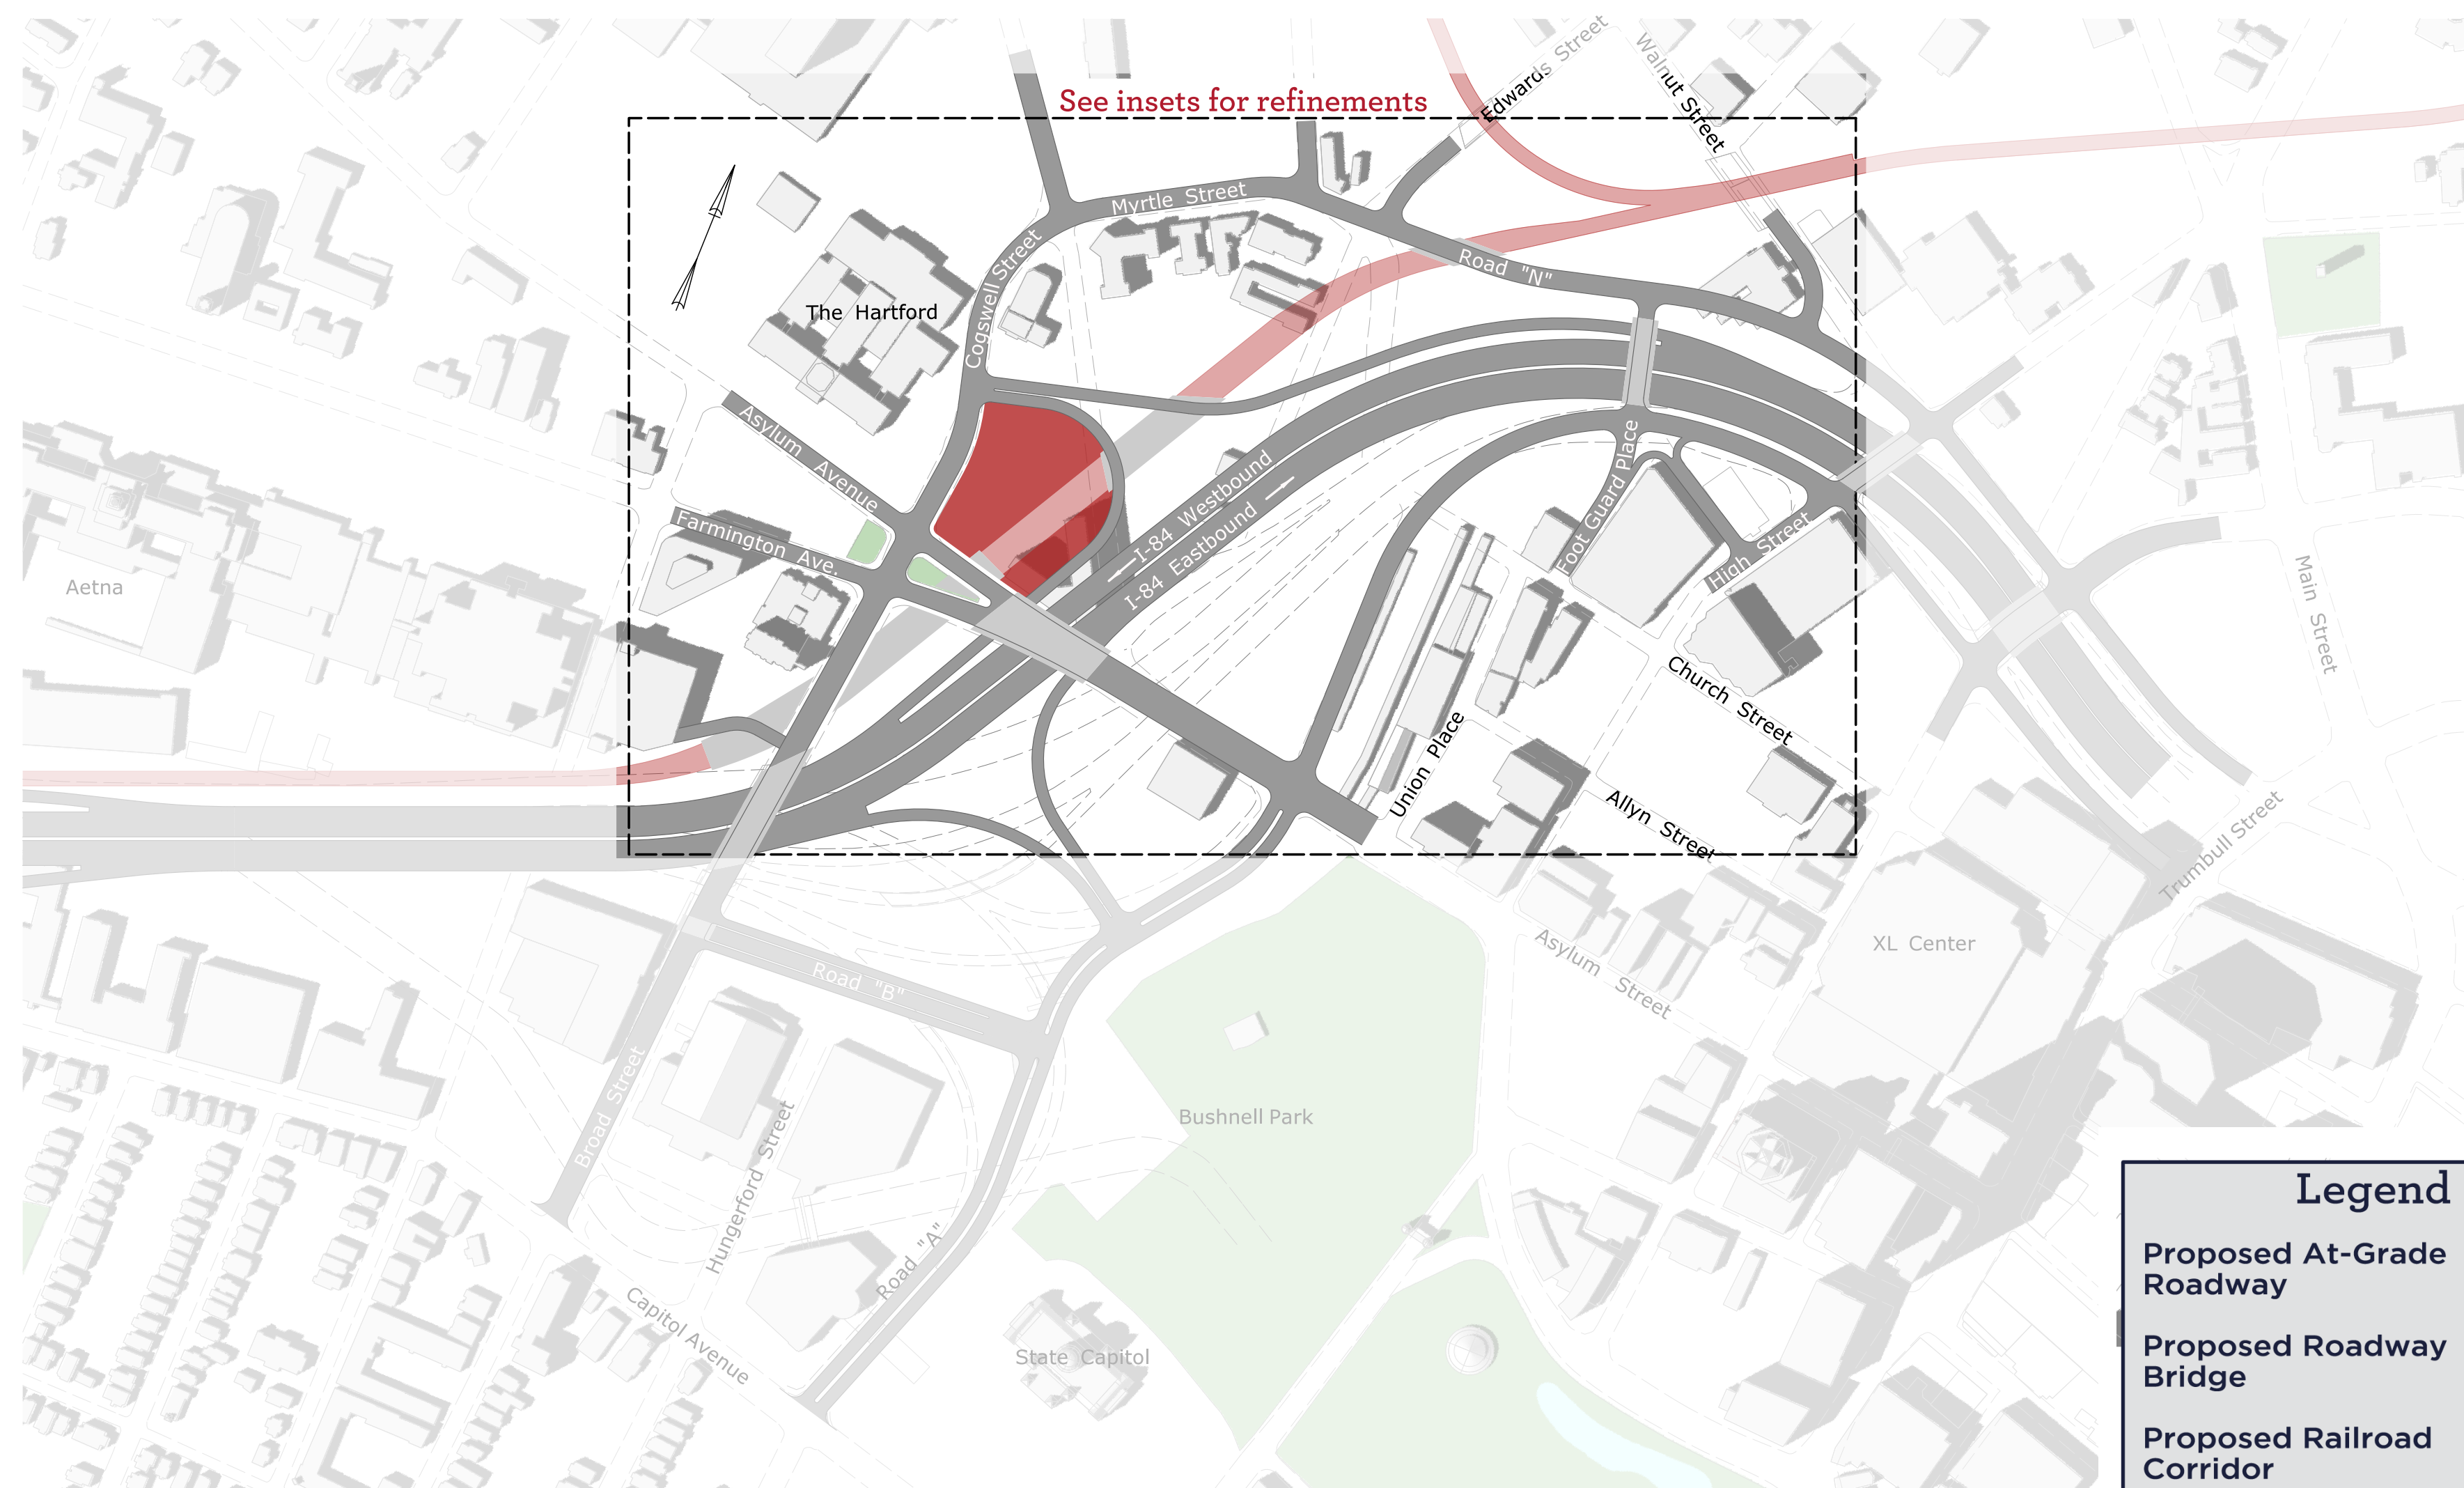 See insets for refinements
Edwards Street
Walnut Street
Myrtle Street
Cogswell Street
Road "N"
The Hartford
Asylum Avenue
Farmington Ave.
I-84 Westbound
I-84 Eastbound
Foot Guard Place
High Street
Main Street
Aetna
Church Street
Union Place
Allyn Street
Trumbull Street
XL Center
Asylum Street
Road "B"
Broad Street
Hungerford Street
Bushnell Park
Road "A"
Capitol Avenue
State Capitol
Legend
Proposed At-Grade
Roadway
Proposed Roadway
Bridge
Proposed Railroad
Corridor